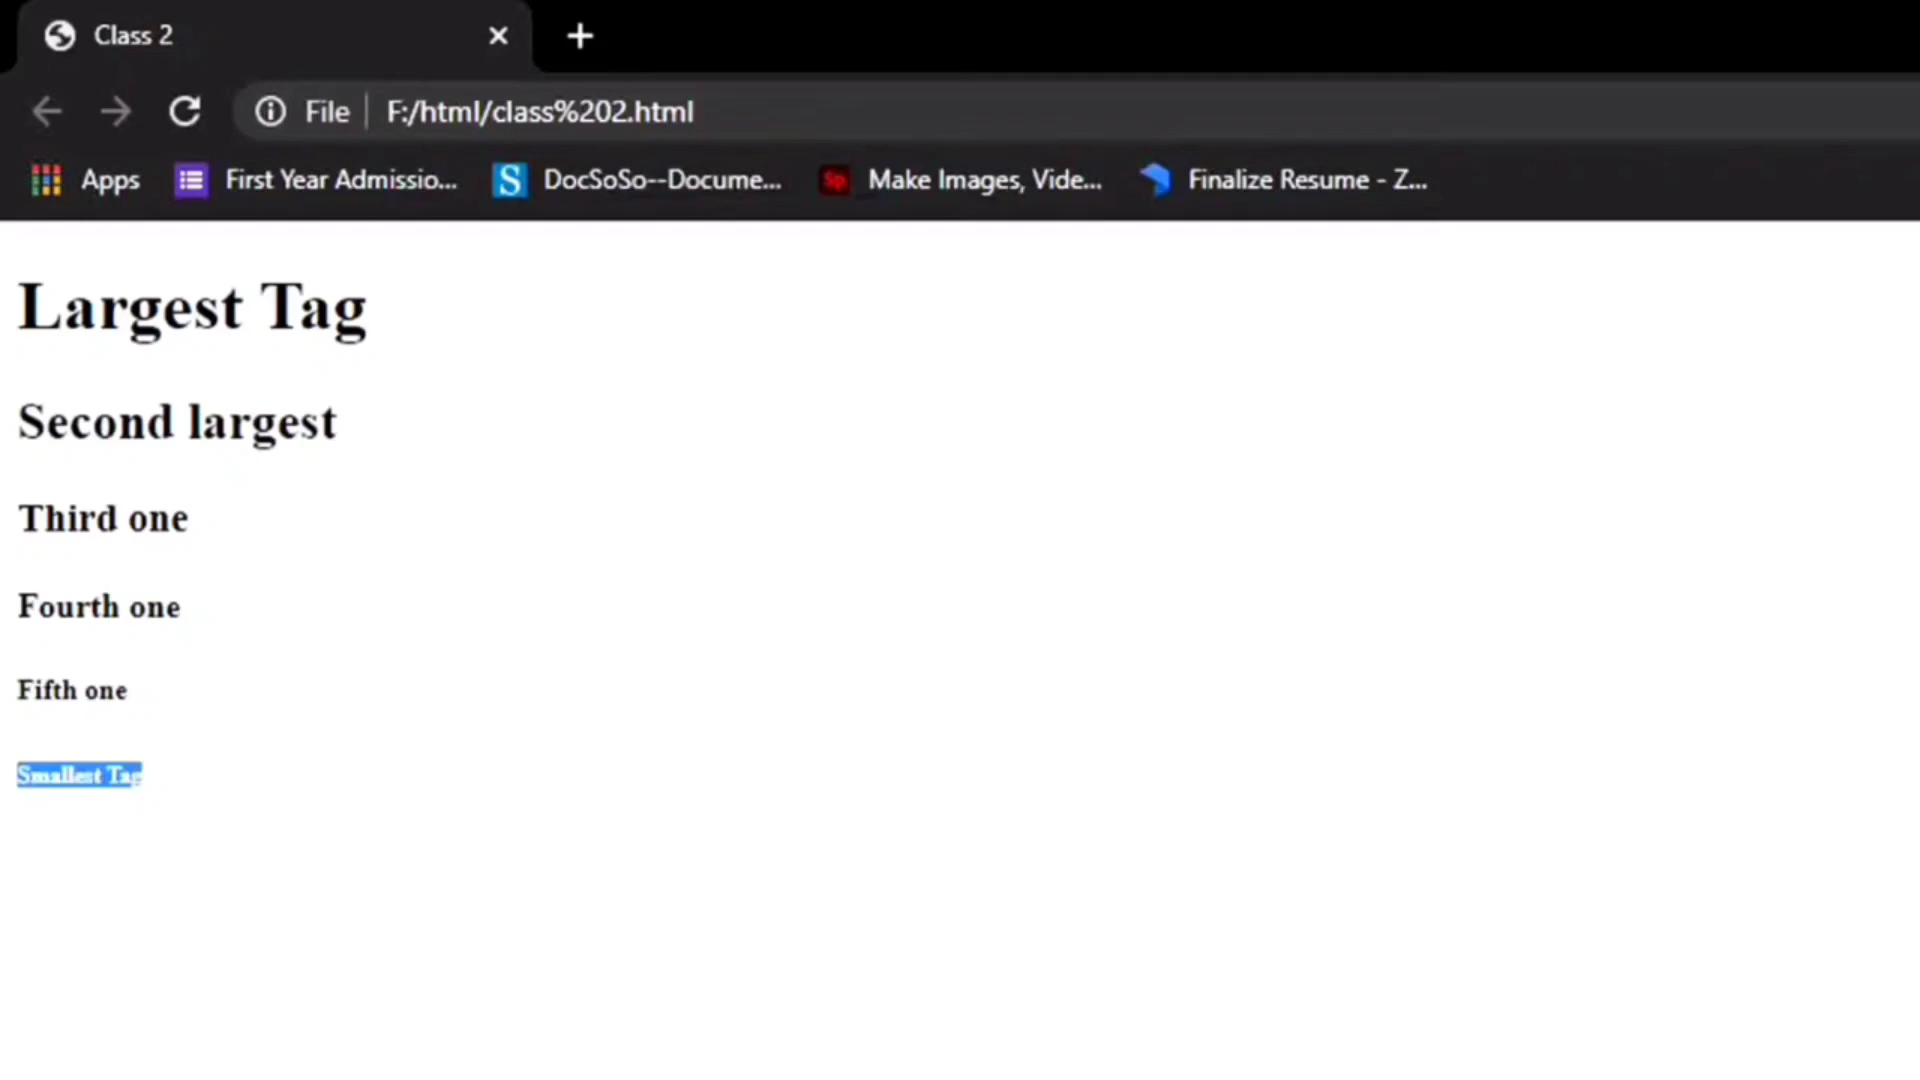 Class 2
File F:/html/class%202.html
Apps First Year Admissio... DocSoSo--Docume... Sp Make Images, Vide... Finalize Resume - Z...
Largest Tag
Second largest
Third one
Fourth one
Fifth one
Smallest Tag